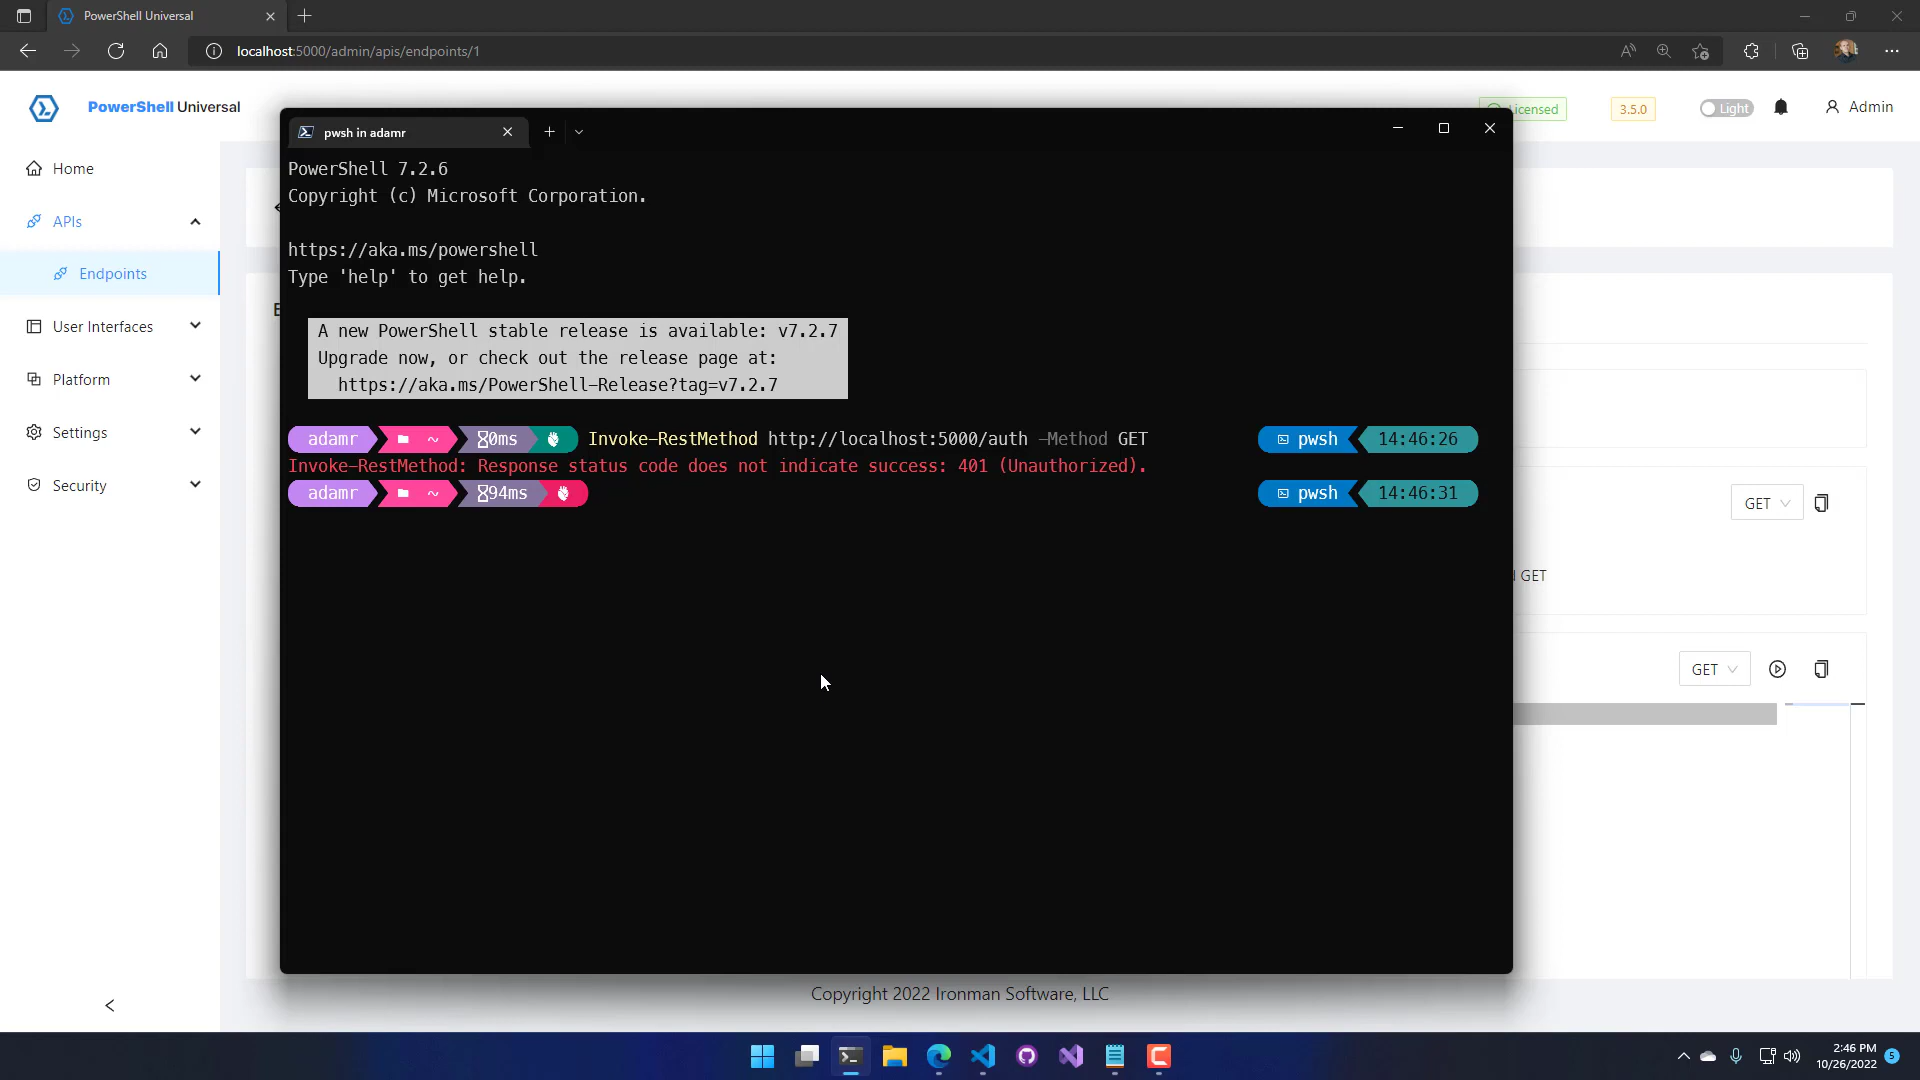 PowerShell Universal
localhost:5000/admin/apis/endpoints/1
PowerShell Universal
Licensed
3.5.0
Light
Admin
Home
APIs
Endpoints
User Interfaces
Platform
Settings
Security
pwsh in adamr
PowerShell 7.2.6
Copyright (c) Microsoft Corporation.
https://aka.ms/powershell
Type 'help' to get help.
A new PowerShell stable release is available: v7.2.7
Upgrade now, or check out the release page at:
https://aka.ms/PowerShell-Release?tag=v7.2.7
adamr ~ 0ms Invoke-RestMethod http://localhost:5000/auth -Method GET pwsh 14:46:26
Invoke-RestMethod: Response status code does not indicate success: 401 (Unauthorized).
adamr ~ 94ms pwsh 14:46:31
GET
GET
GET
Copyright 2022 Ironman Software, LLC
2:46 PM
10/26/2022
5